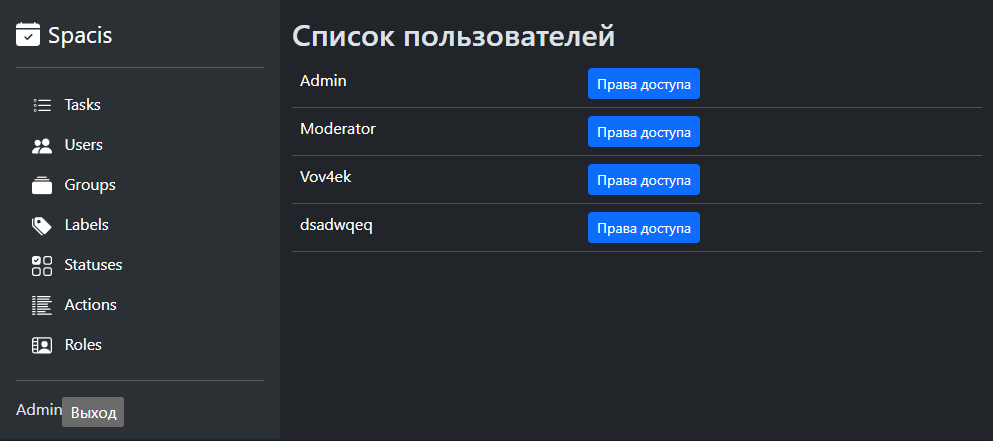 Spacis
Tasks
Users
Groups
Labels
Statuses
Actions
Roles
Admin Выход
Список пользователей
Admin Права доступа
Moderator Права доступа
Vov4ek Права доступа
dsadwqeq Права доступа